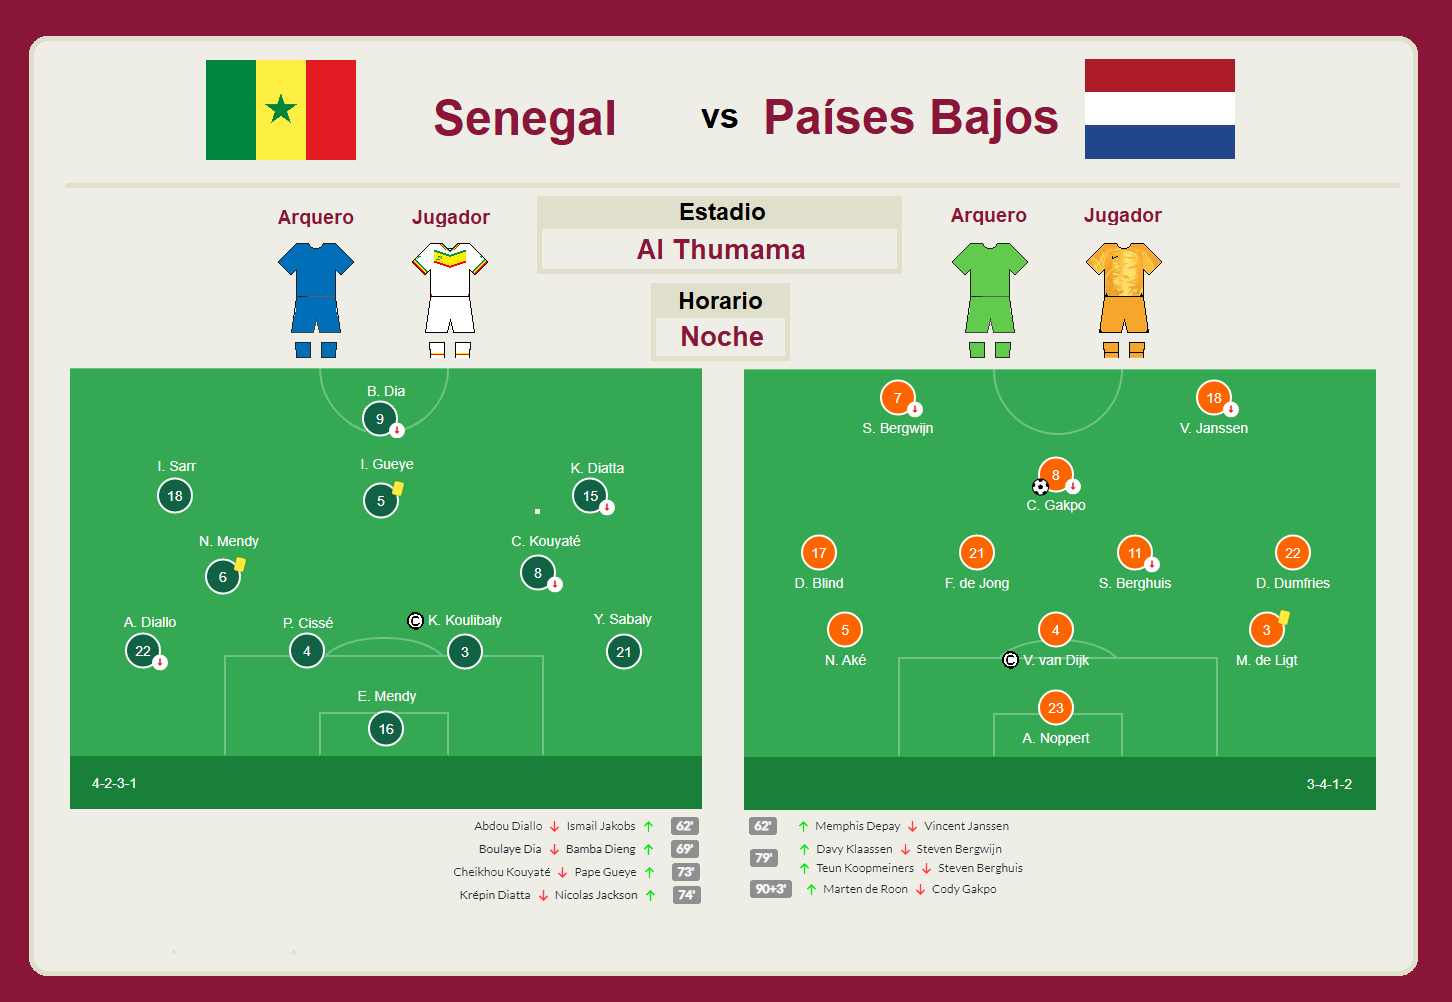 Senegal vs Países Bajos
Arquero Jugador
Estadio
Al Thumama
Horario
Noche
Arquero Jugador
B. Dia
9
I. Sarr
18
I. Gueye
5
K. Diatta
15
N. Mendy
6
C. Kouyaté
8
A. Diallo
22
P. Cissé
4
C K. Koulibaly
3
Y. Sabaly
21
E. Mendy
16
4-2-3-1
7
S. Bergwijn
18
V. Janssen
8
C. Gakpo
17
D. Blind
21
F. de Jong
11
S. Berghuis
22
D. Dumfries
5
N. Aké
4
C V. van Dijk
3
M. de Ligt
23
A. Noppert
3-4-1-2
Abdou Diallo ↓ Ismail Jakobs ↑ 62'
Boulaye Dia ↓ Bamba Dieng ↑ 69'
Cheikhou Kouyaté ↓ Pape Gueye ↑ 73'
Krépin Diatta ↓ Nicolas Jackson ↑ 74'
62' ↑ Memphis Depay ↓ Vincent Janssen
79' ↑ Davy Klaassen ↓ Steven Bergwijn
↑ Teun Koopmeiners ↓ Steven Berghuis
90+3' ↑ Marten de Roon ↓ Cody Gakpo